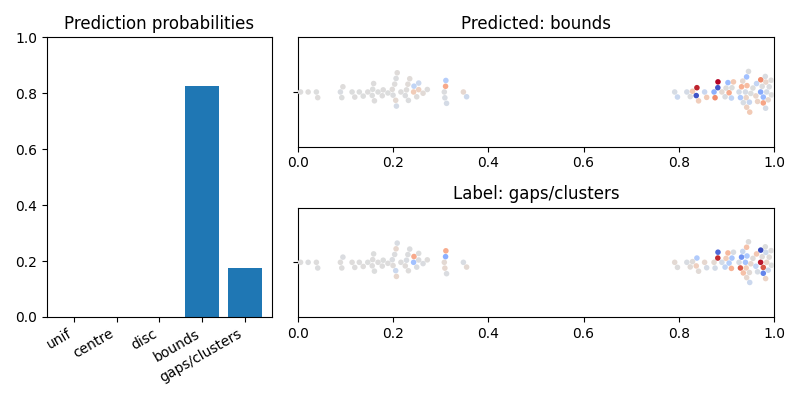 Prediction probabilities
1.0
0.8
0.6
0.4
0.2
0.0
unif
centre
disc
bounds
gaps/clusters
Predicted: bounds
0.0 0.2 0.4 0.6 0.8 1.0
Label: gaps/clusters
0.0 0.2 0.4 0.6 0.8 1.0